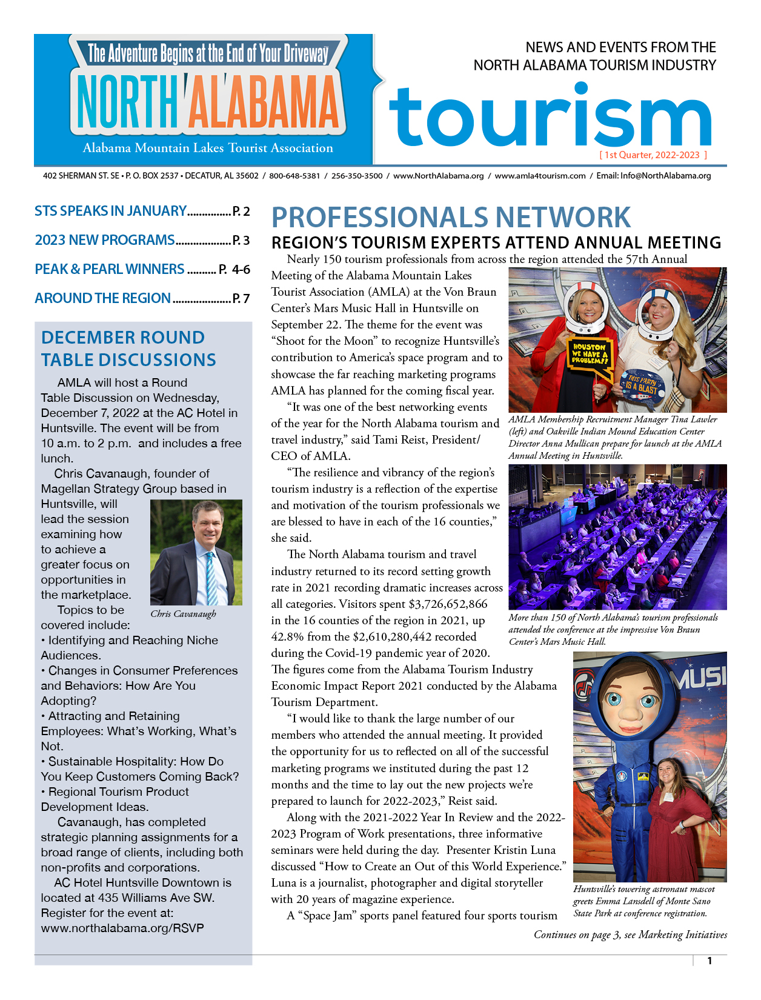 The Adventure Begins at the End of Your Driveway™
NORTH ALABAMA
Alabama Mountain Lakes Tourist Association
NEWS AND EVENTS FROM THE
NORTH ALABAMA TOURISM INDUSTRY
tourism
[ 1st Quarter, 2022-2023 ]
402 SHERMAN ST. SE • P. O. BOX 2537 • DECATUR, AL 35602 / 800-648-5381 / 256-350-3500 / www.NorthAlabama.org / www.amla4tourism.com / Email: Info@NorthAlabama.org
STS SPEAKS IN JANUARY...............P. 2
2023 NEW PROGRAMS...................P. 3
PEAK & PEARL WINNERS .......... P. 4-6
AROUND THE REGION....................P. 7
DECEMBER ROUND
TABLE DISCUSSIONS
AMLA will host a Round
Table Discussion on Wednesday,
December 7, 2022 at the AC Hotel in
Huntsville. The event will be from
10 a.m. to 2 p.m.  and includes a free
lunch.
Chris Cavanaugh, founder of
Magellan Strategy Group based in
Huntsville, will
lead the session
examining how
to achieve a
greater focus on
opportunities in
the marketplace.
Topics to be
covered include:
Chris Cavanaugh
• Identifying and Reaching Niche
Audiences.
• Changes in Consumer Preferences
and Behaviors: How Are You
Adopting?
• Attracting and Retaining
Employees: What's Working, What's
Not.
• Sustainable Hospitality: How Do
You Keep Customers Coming Back?
• Regional Tourism Product
Development Ideas.
Cavanaugh, has completed
strategic planning assignments for a
broad range of clients, including both
non-profits and corporations.
AC Hotel Huntsville Downtown is
located at 435 Williams Ave SW.
Register for the event at:
www.northalabama.org/RSVP
PROFESSIONALS NETWORK
REGION'S TOURISM EXPERTS ATTEND ANNUAL MEETING
Nearly 150 tourism professionals from across the region attended the 57th Annual
Meeting of the Alabama Mountain Lakes
Tourist Association (AMLA) at the Von Braun
Center's Mars Music Hall in Huntsville on
September 22. The theme for the event was
"Shoot for the Moon" to recognize Huntsville's
contribution to America's space program and to
showcase the far reaching marketing programs
AMLA has planned for the coming fiscal year.
"It was one of the best networking events
of the year for the North Alabama tourism and
travel industry," said Tami Reist, President/
CEO of AMLA.
"The resilience and vibrancy of the region's
tourism industry is a reflection of the expertise
and motivation of the tourism professionals we
are blessed to have in each of the 16 counties,"
she said.
The North Alabama tourism and travel
industry returned to its record setting growth
rate in 2021 recording dramatic increases across
all categories. Visitors spent $3,726,652,866
in the 16 counties of the region in 2021, up
42.8% from the $2,610,280,442 recorded
during the Covid-19 pandemic year of 2020.
The figures come from the Alabama Tourism Industry
Economic Impact Report 2021 conducted by the Alabama
Tourism Department.
"I would like to thank the large number of our
members who attended the annual meeting. It provided
the opportunity for us to reflected on all of the successful
marketing programs we instituted during the past 12
months and the time to lay out the new projects we're
prepared to launch for 2022-2023," Reist said.
Along with the 2021-2022 Year In Review and the 2022-
2023 Program of Work presentations, three informative
seminars were held during the day.  Presenter Kristin Luna
discussed "How to Create an Out of this World Experience."
Luna is a journalist, photographer and digital storyteller
with 20 years of magazine experience.
A "Space Jam" sports panel featured four sports tourism
Continues on page 3, see Marketing Initiatives
HOUSTON
WE HAVE A
PROBLEM!!
THIS PARTY
IS A BLAST
AMLA Membership Recruitment Manager Tina Lawler
(left) and Oakville Indian Mound Education Center
Director Anna Mullican prepare for launch at the AMLA
Annual Meeting in Huntsville.
More than 150 of North Alabama's tourism professionals
attended the conference at the impressive Von Braun
Center's Mars Music Hall.
MUSI
Huntsville's towering astronaut mascot
greets Emma Lansdell of Monte Sano
State Park at conference registration.
1